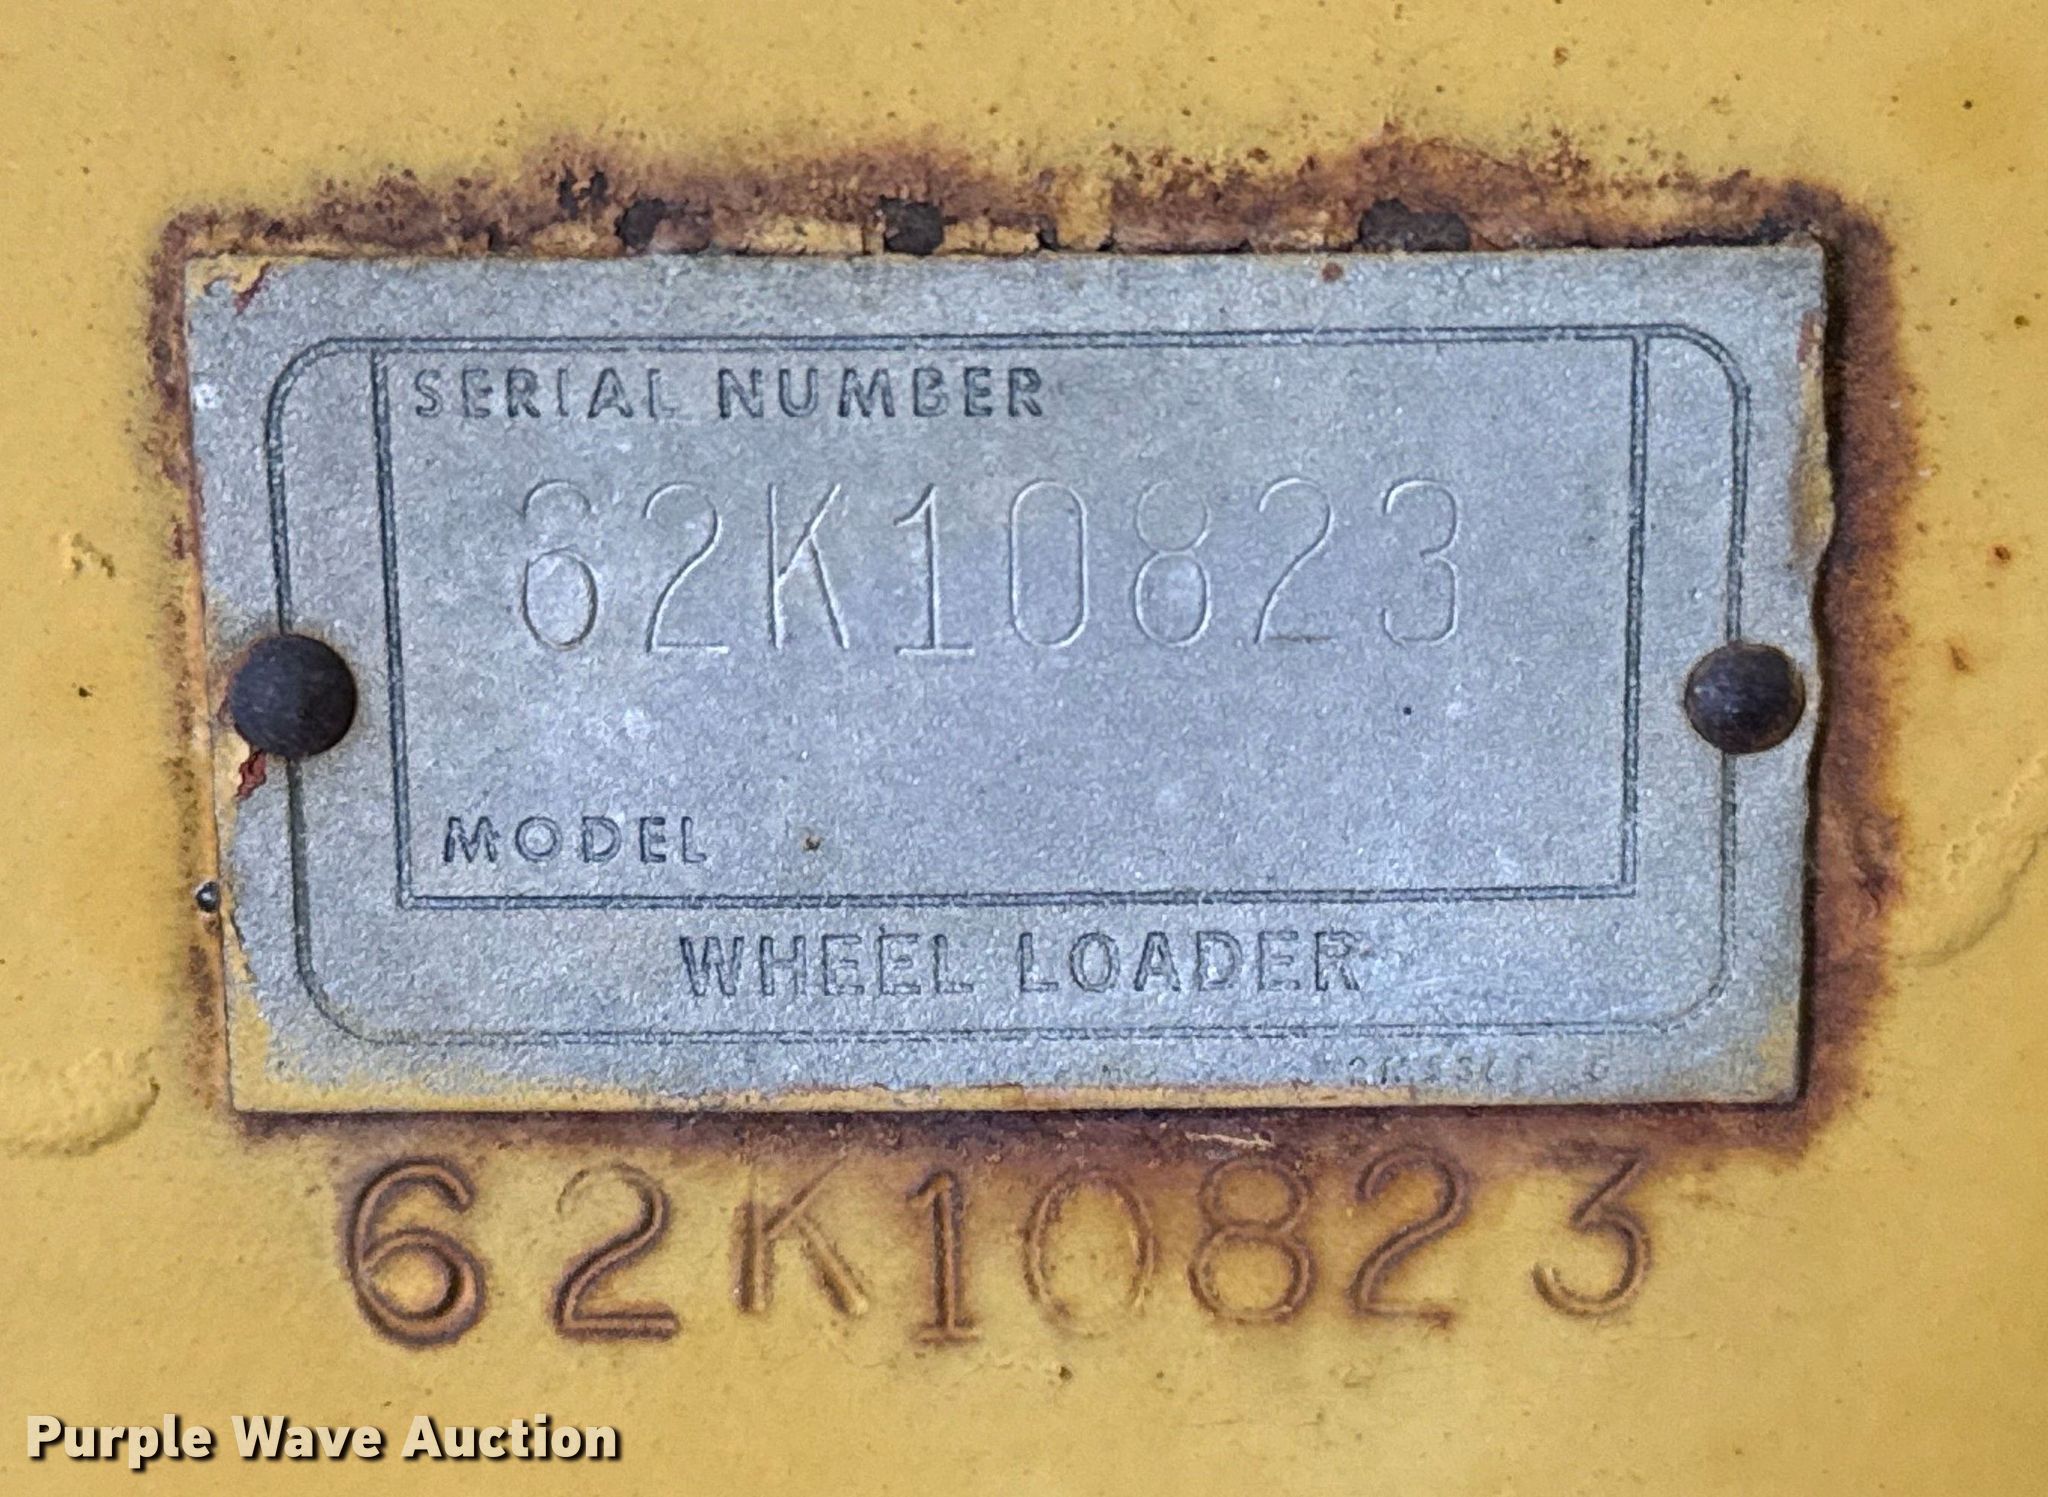 SERIAL NUMBER
62K10823
MODEL
WHEEL LOADER
62K10823
Purple Wave Auction